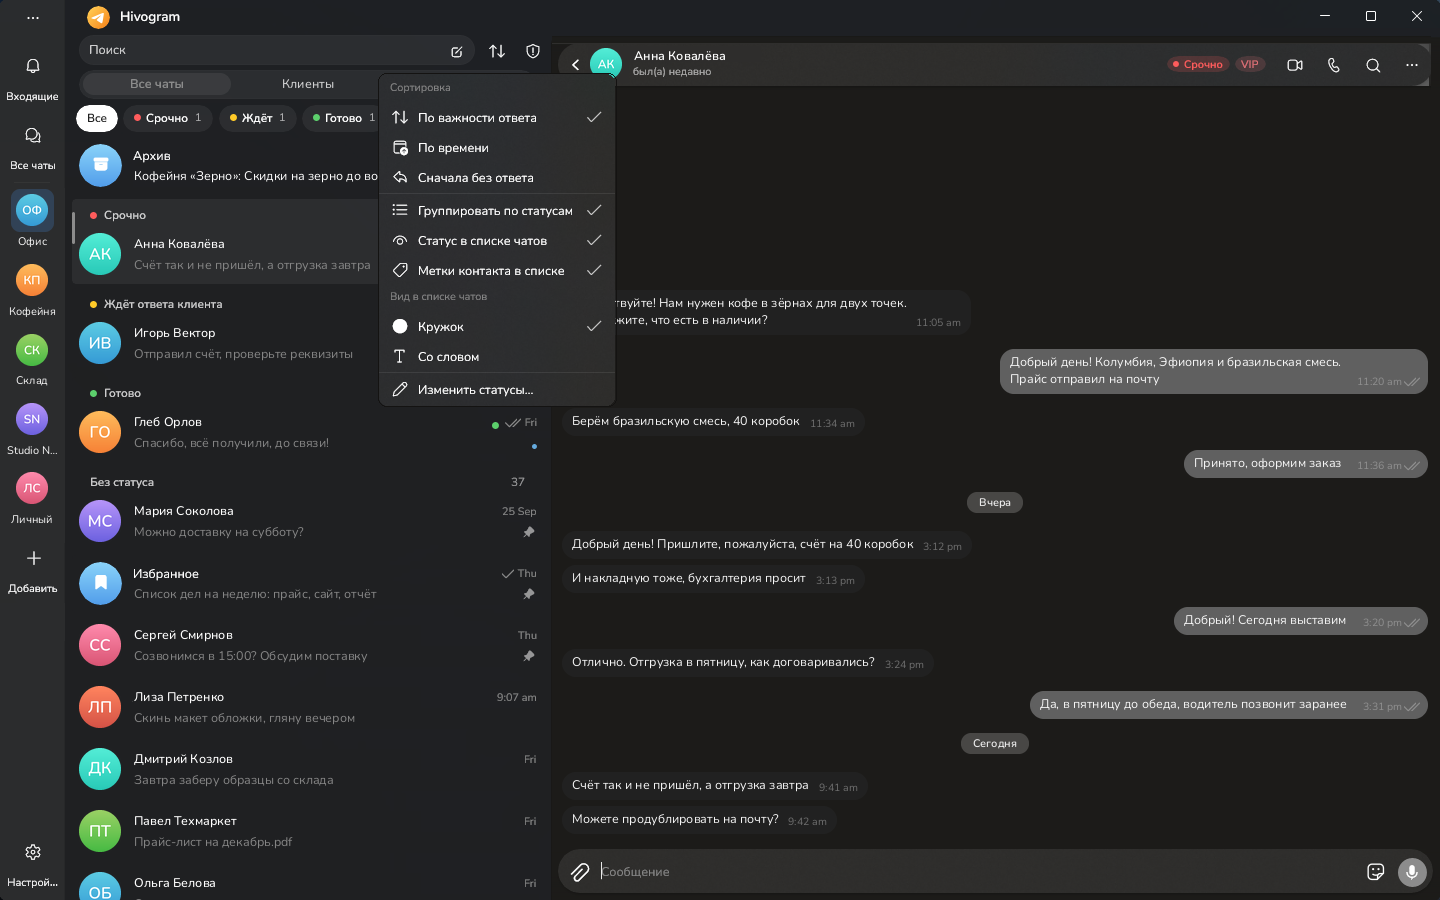 Hivogram
Входящие
Все чаты
ОФ
Офис
КП
Кофейня
СК
Склад
SN
Studio N...
ЛС
Личный
Добавить
Настрой...
Поиск
Все чаты
Клиенты
Все
Срочно 1
Ждёт 1
Готово 1
Архив
Кофейня «Зерно»: Скидки на зерно до во
Срочно
АК
Анна Ковалёва
Счёт так и не пришёл, а отгрузка завтра
Ждёт ответа клиента
ИВ
Игорь Вектор
Отправил счёт, проверьте реквизиты
Готово
ГО
Глеб Орлов
Fri
Спасибо, всё получили, до связи!
Без статуса
37
МС
Мария Соколова
25 Sep
Можно доставку на субботу?
Избранное
Thu
Список дел на неделю: прайс, сайт, отчёт
СС
Сергей Смирнов
Thu
Созвонимся в 15:00? Обсудим поставку
ЛП
Лиза Петренко
9:07 am
Скинь макет обложки, гляну вечером
ДК
Дмитрий Козлов
Fri
Завтра заберу образцы со склада
ПТ
Павел Техмаркет
Fri
Прайс-лист на декабрь.pdf
ОБ
Ольга Белова
Fri
Сортировка
По важности ответа
По времени
Сначала без ответа
Группировать по статусам
Статус в списке чатов
Метки контакта в списке
Вид в списке чатов
Кружок
Со словом
Изменить статусы...
АК
Анна Ковалёва
был(а) недавно
Срочно
VIP
твуйте! Нам нужен кофе в зёрнах для двух точек.
жите, что есть в наличии?
11:05 am
Добрый день! Колумбия, Эфиопия и бразильская смесь.
Прайс отправил на почту
11:20 am
Берём бразильскую смесь, 40 коробок
11:34 am
Принято, оформим заказ
11:36 am
Вчера
Добрый день! Пришлите, пожалуйста, счёт на 40 коробок
3:12 pm
И накладную тоже, бухгалтерия просит
3:13 pm
Добрый! Сегодня выставим
3:20 pm
Отлично. Отгрузка в пятницу, как договаривались?
3:24 pm
Да, в пятницу до обеда, водитель позвонит заранее
3:31 pm
Сегодня
Счёт так и не пришёл, а отгрузка завтра
9:41 am
Можете продублировать на почту?
9:42 am
Сообщение